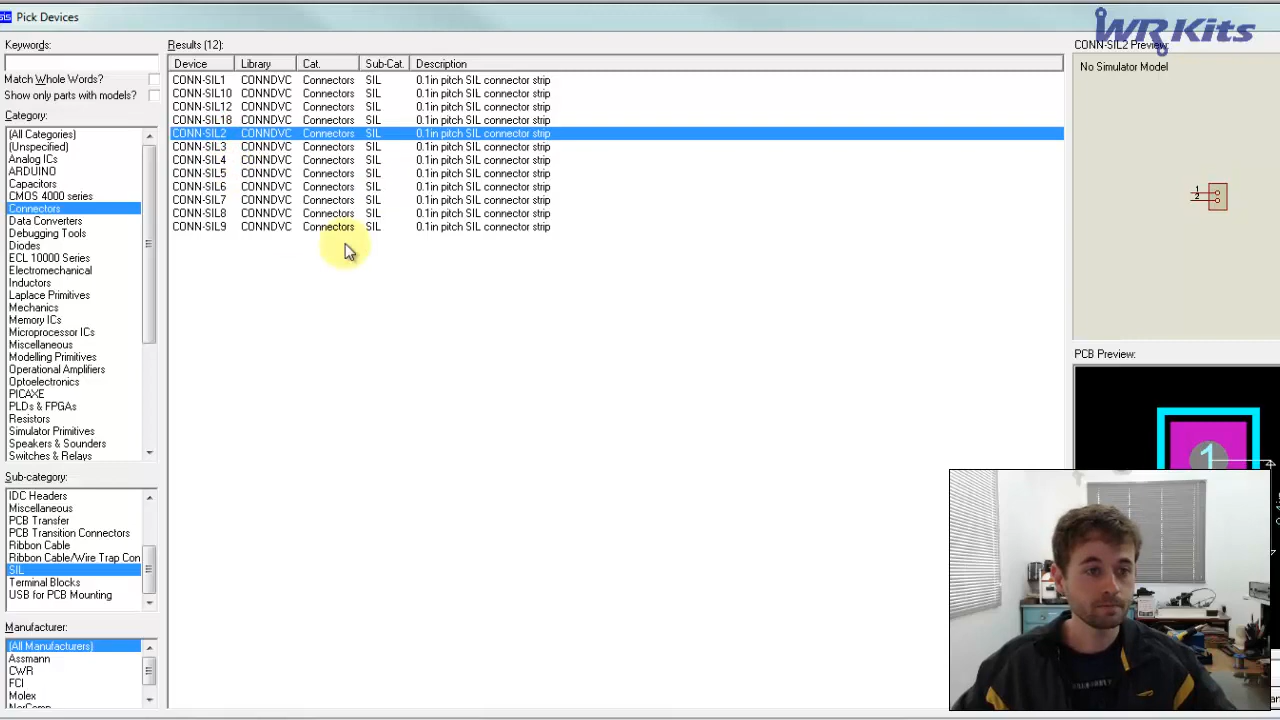 sis Pick Devices
WR Kits
Keywords:
Results (12):
CONN-SIL2 Preview:
Device Library Cat. Sub-Cat. Description
No Simulator Model
Match Whole Words?
Show only parts with models?
CONN-SIL1 CONNDVC Connectors SIL 0.1in pitch SIL connector strip
CONN-SIL10 CONNDVC Connectors SIL 0.1in pitch SIL connector strip
CONN-SIL12 CONNDVC Connectors SIL 0.1in pitch SIL connector strip
CONN-SIL18 CONNDVC Connectors SIL 0.1in pitch SIL connector strip
CONN-SIL2 CONNDVC Connectors SIL 0.1in pitch SIL connector strip
CONN-SIL3 CONNDVC Connectors SIL 0.1in pitch SIL connector strip
CONN-SIL4 CONNDVC Connectors SIL 0.1in pitch SIL connector strip
CONN-SIL5 CONNDVC Connectors SIL 0.1in pitch SIL connector strip
CONN-SIL6 CONNDVC Connectors SIL 0.1in pitch SIL connector strip
CONN-SIL7 CONNDVC Connectors SIL 0.1in pitch SIL connector strip
CONN-SIL8 CONNDVC Connectors SIL 0.1in pitch SIL connector strip
CONN-SIL9 CONNDVC Connectors SIL 0.1in pitch SIL connector strip
Category:
(All Categories)
(Unspecified)
Analog ICs
ARDUINO
Capacitors
CMOS 4000 series
Connectors
Data Converters
Debugging Tools
Diodes
ECL 10000 Series
Electromechanical
Inductors
Laplace Primitives
Mechanics
Memory ICs
Microprocessor ICs
Miscellaneous
Modelling Primitives
Operational Amplifiers
Optoelectronics
PICAXE
PLDs & FPGAs
Resistors
Simulator Primitives
Speakers & Sounders
Switches & Relays
1
2
PCB Preview:
1
Sub-category:
IDC Headers
Miscellaneous
PCB Transfer
PCB Transition Connectors
Ribbon Cable
Ribbon Cable/Wire Trap Con
SIL
Terminal Blocks
USB for PCB Mounting
Manufacturer:
(All Manufacturers)
Assmann
CWR
FCI
Molex
NorComp